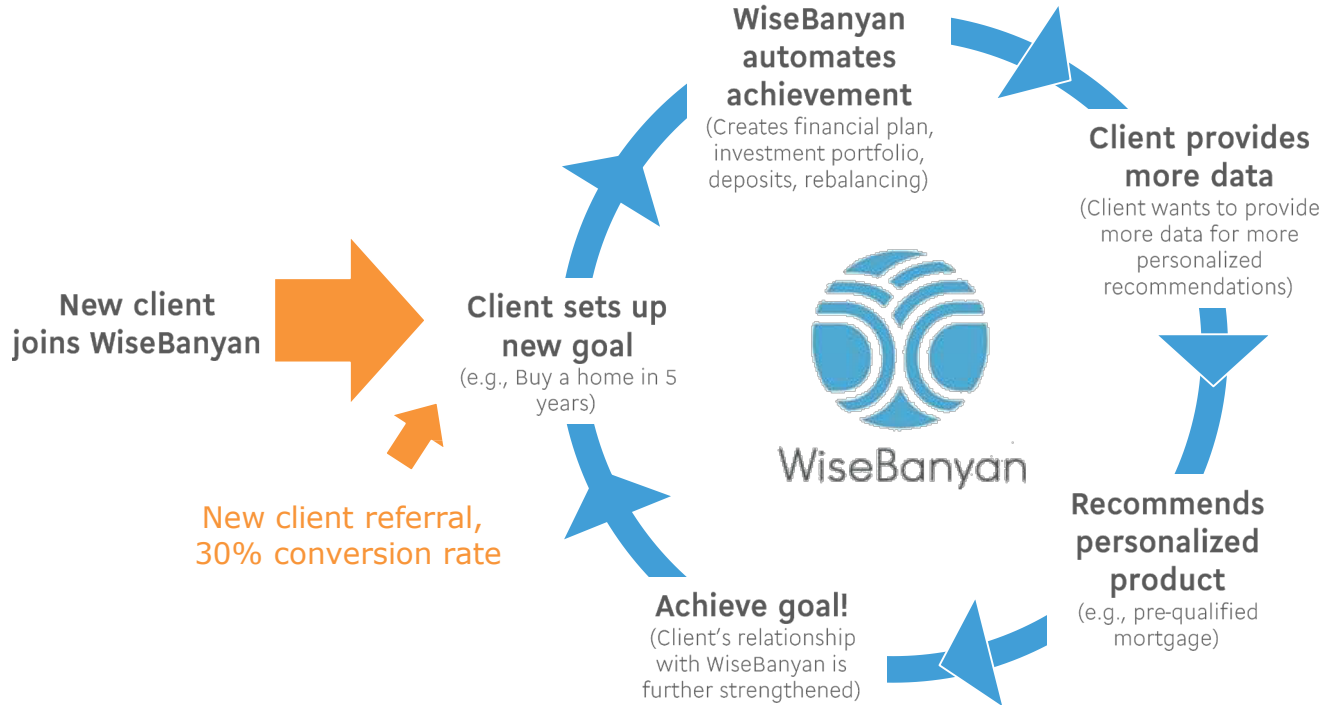 New client
joins WiseBanyan
New client referral,
30% conversion rate
Client sets up
new goal
(e.g., Buy a home in 5
years)
WiseBanyan
automates
achievement
(Creates financial plan,
investment portfolio,
deposits, rebalancing)
Client provides
more data
(Client wants to provide
more data for more
personalized
recommendations)
Recommends
personalized
product
(e.g., pre-qualified
mortgage)
Achieve goal!
(Client's relationship
with WiseBanyan is
further strengthened)
WiseBanyan